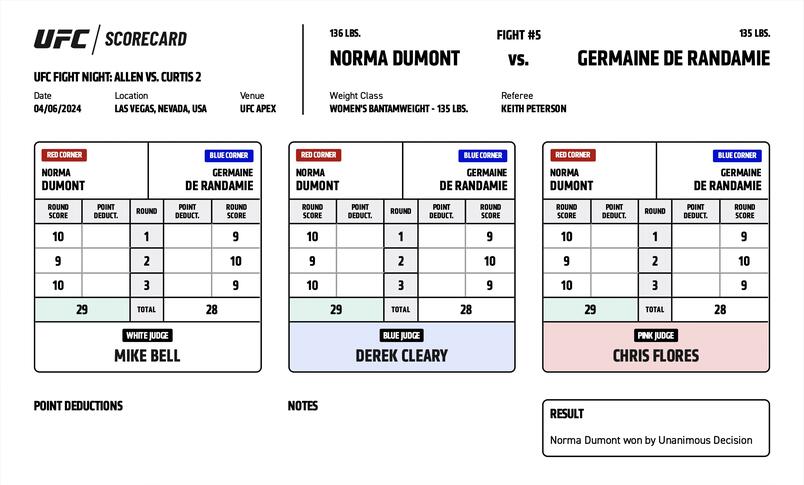 UFC / SCORECARD
UFC FIGHT NIGHT: ALLEN VS. CURTIS 2
Date Location Venue
04/06/2024 LAS VEGAS, NEVADA, USA UFC APEX
136 LBS. FIGHT #5 135 LBS.
NORMA DUMONT VS. GERMAINE DE RANDAMIE
Weight Class Referee
WOMEN'S BANTAMWEIGHT - 135 LBS. KEITH PETERSON
RED CORNER BLUE CORNER
NORMA GERMAINE
DUMONT DE RANDAMIE
ROUND POINT ROUND POINT ROUND
SCORE DEDUCT. DEDUCT. SCORE
10 1 9
9 2 10
10 3 9
29 TOTAL 28
WHITE JUDGE
MIKE BELL
RED CORNER BLUE CORNER
NORMA GERMAINE
DUMONT DE RANDAMIE
ROUND POINT ROUND POINT ROUND
SCORE DEDUCT. DEDUCT. SCORE
10 1 9
9 2 10
10 3 9
29 TOTAL 28
BLUE JUDGE
DEREK CLEARY
RED CORNER BLUE CORNER
NORMA GERMAINE
DUMONT DE RANDAMIE
ROUND POINT ROUND POINT ROUND
SCORE DEDUCT. DEDUCT. SCORE
10 1 9
9 2 10
10 3 9
29 TOTAL 28
PINK JUDGE
CHRIS FLORES
POINT DEDUCTIONS
NOTES
RESULT
Norma Dumont won by Unanimous Decision